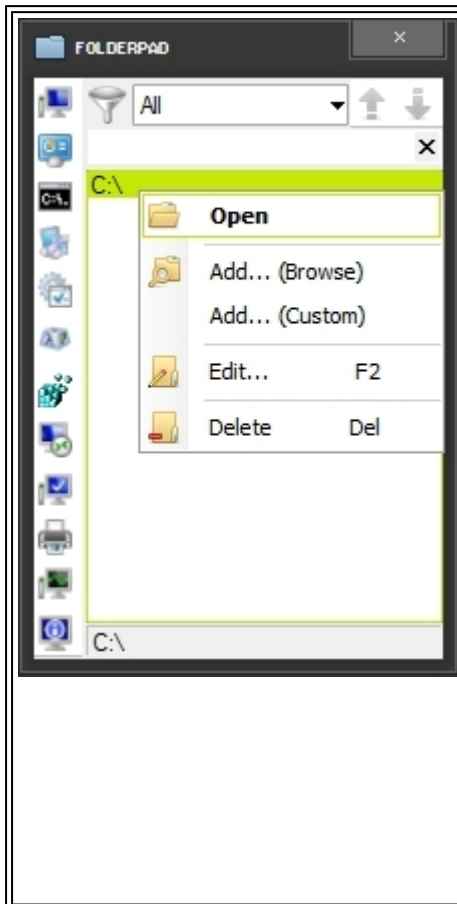 FOLDERPAD
All
C:\
C:\.
Open
Add... (Browse)
Add... (Custom)
Edit... F2
Delete Del
C:\